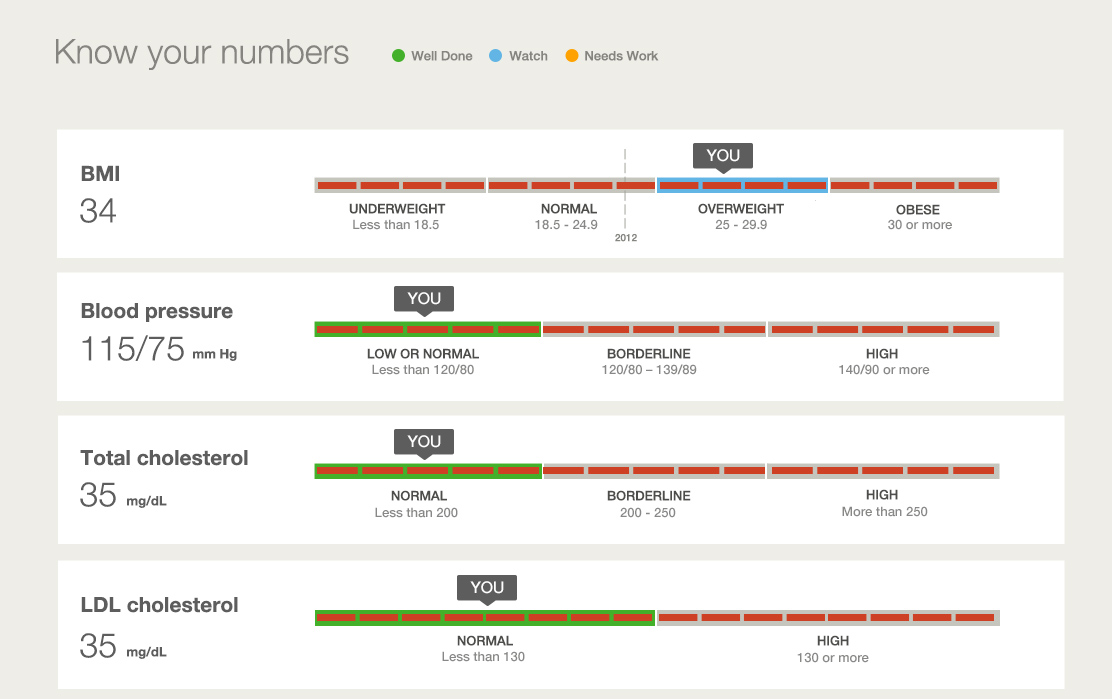 Know your numbers
Well Done
Watch
Needs Work
BMI
34
YOU
UNDERWEIGHT
Less than 18.5
NORMAL
18.5 - 24.9
2012
OVERWEIGHT
25 - 29.9
OBESE
30 or more
Blood pressure
115/75 mm Hg
YOU
LOW OR NORMAL
Less than 120/80
BORDERLINE
120/80 – 139/89
HIGH
140/90 or more
Total cholesterol
35 mg/dL
YOU
NORMAL
Less than 200
BORDERLINE
200 - 250
HIGH
More than 250
LDL cholesterol
35 mg/dL
YOU
NORMAL
Less than 130
HIGH
130 or more